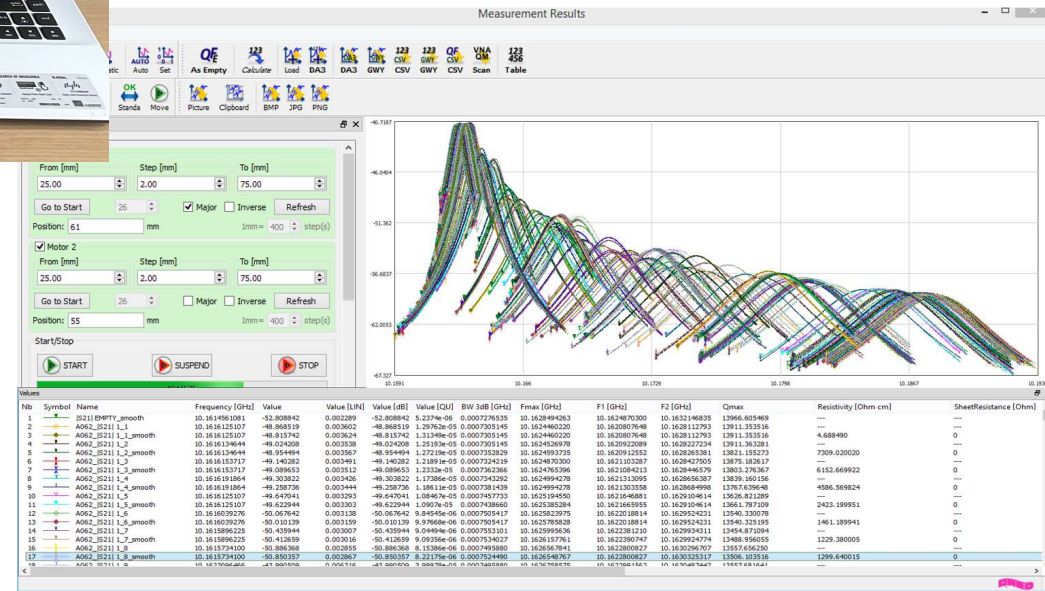 Measurement Results
tic Auto Set As Empty Calculate Load DA3 DA3 GWY CSV GWY CSV Scan Table
AUTO QF 123 123 CSV 123 GWY QF CSV VNA QM 123 456
OK
Standa Move Picture Clipboard BMP JPG PNG
From [mm] Step [mm] To [mm]
25.00 2.00 75.00
Go to Start 26 Major Inverse Refresh
Position: 61 mm 1mm= 400 step(s)
Motor 2
From [mm] Step [mm] To [mm]
25.00 2.00 75.00
Go to Start 26 Major Inverse Refresh
Position: 55 mm 1mm= 400 step(s)
Start/Stop
START SUSPEND STOP
-40.7187
-46.0404
-51.362
-56.6837
-62.0053
-67.327
10.1591 10.166 10.1729 10.1798 10.1867 10.193
Values
Nb Symbol Name Frequency [GHz] Value Value [LIN] Value [dB] Value [QU] BW 3dB [GHz] Fmax [GHz] F1 [GHz] F2 [GHz] Qmax Resistivity [Ohm cm] SheetResistance [Ohm]
1 |S21| EMPTY_smooth 10.1614561081 -52.808842 0.002289 -52.808842 5.2374e-06 0.0007276535 10.1628494263 10.1624870300 10.1632146835 13966.605469 --- ---
2 A062_|S21| 1_1 10.1616125107 -48.868519 0.003602 -48.868519 1.29762e-05 0.0007305145 10.1624460220 10.1620807648 10.1628112793 13911.353516 --- ---
3 A062_|S21| 1_1_smooth 10.1616125107 -48.815742 0.003624 -48.815742 1.31349e-05 0.0007305145 10.1624460220 10.1620807648 10.1628112793 13911.353516 4.688490 0
4 A062_|S21| 1_2 10.1616134644 -49.024208 0.003538 -49.024208 1.25193e-05 0.0007305145 10.1624526978 10.1620922089 10.1628227234 13911.363281 --- ---
5 A062_|S21| 1_2_smooth 10.1616134644 -48.954494 0.003567 -48.954494 1.27219e-05 0.0007352829 10.1624593735 10.1620912552 10.1628265381 13821.155273 7309.020020 0
6 A062_|S21| 1_3 10.1616153717 -49.140282 0.003491 -49.140282 1.21891e-05 0.0007324219 10.1624870300 10.1621103287 10.1628427505 13875.182617 --- ---
7 A062_|S21| 1_3_smooth 10.1616153717 -49.089653 0.003512 -49.089653 1.2332e-05 0.0007362366 10.1624765396 10.1621084213 10.1628446579 13803.276367 6152.669922 0
8 A062_|S21| 1_4 10.1616191864 -49.303822 0.003426 -49.303822 1.17386e-05 0.0007343292 10.1624994278 10.1621313095 10.1628656387 13839.160156 --- ---
9 A062_|S21| 1_4_smooth 10.1616191864 -49.258736 0.003444 -49.258736 1.18611e-05 0.0007381439 10.1624994278 10.1621303558 10.1628684998 13767.639648 4586.569824 0
10 A062_|S21| 1_5 10.1616125107 -49.647041 0.003293 -49.647041 1.08467e-05 0.0007457733 10.1625194550 10.1621646881 10.1629104614 13626.821289 --- ---
11 A062_|S21| 1_5_smooth 10.1616125107 -49.622944 0.003303 -49.622944 1.0907e-05 0.0007438660 10.1625385284 10.1621665955 10.1629104614 13661.787109 2423.199951 0
12 A062_|S21| 1_6 10.1616039276 -50.067642 0.003138 -50.067642 9.84545e-06 0.0007505417 10.1625823975 10.1622018814 10.1629524231 13540.324219 --- ---
13 A062_|S21| 1_6_smooth 10.1616039276 -50.010139 0.003159 -50.010139 9.97668e-06 0.0007505417 10.1625785828 10.1622018814 10.1629524231 13540.325195 1461.189941 0
14 A062_|S21| 1_7 10.1615896225 -50.435944 0.003007 -50.435944 9.04494e-06 0.0007553101 10.1625995636 10.1622381210 10.1629934311 13454.871094 --- ---
15 A062_|S21| 1_7_smooth 10.1615896225 -50.412659 0.003016 -50.412659 9.09356e-06 0.0007534027 10.1626157761 10.1622390747 10.1629924774 13488.956055 1229.380005 0
16 A062_|S21| 1_8 10.1615734100 -50.886368 0.002855 -50.886368 8.15386e-06 0.0007495880 10.1626567841 10.1622800827 10.1630296707 13557.656250 --- ---
17 A062_|S21| 1_8_smooth 10.1615734100 -50.850357 0.002867 -50.850357 8.22175e-06 0.0007524490 10.1626548767 10.1622800827 10.1630325317 13506.103516 1299.640015 0
QWED